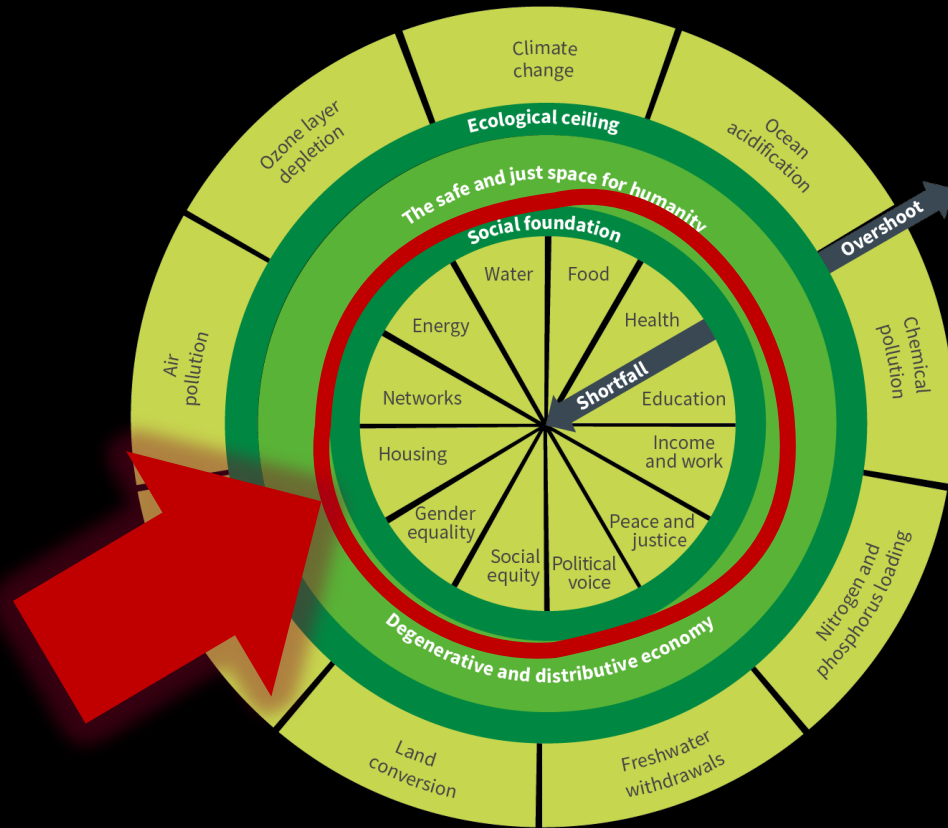 Climate
change
Ocean
acidification
Overshoot
Chemical
pollution
Nitrogen and
phosphorus loading
Freshwater
withdrawals
Land
conversion
Air
pollution
Ozone layer
depletion
Ecological ceiling
The safe and just space for humanity
Social foundation
Water
Food
Health
Shortfall
Education
Income
and work
Peace and
justice
Political
voice
Social
equity
Gender
equality
Housing
Networks
Energy
Degenerative and distributive economy